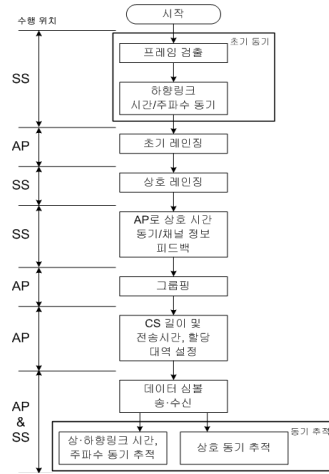 수행 위치
시작
초기 동기
프레임 검출
SS
하향링크
시간/주파수 동기
AP
초기 레인징
SS
상호 레인징
SS
AP로 상호 시간
동기/채널 정보
피드백
AP
그룹핑
AP
CS 길이 및
전송시간, 할당
대역 설정
AP
&
SS
데이터 심볼
송·수신
동기 추적
상·하향링크 시간,
주파수 동기 추적
상호 동기 추적